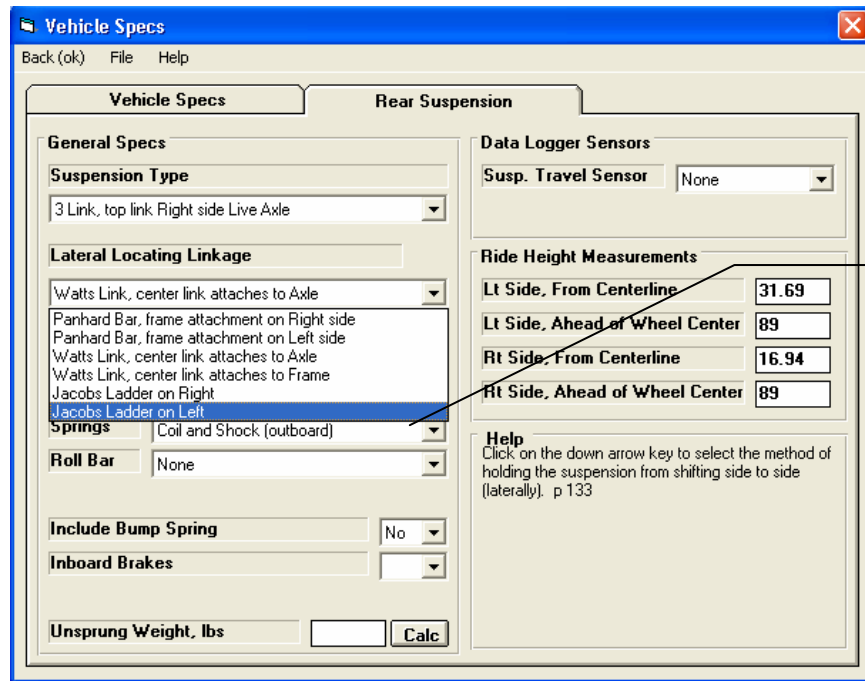 Vehicle Specs
Back (ok) File Help
Vehicle Specs
Rear Suspension
General Specs
Suspension Type
3 Link, top link Right side Live Axle
Lateral Locating Linkage
Watts Link, center link attaches to Axle
Panhard Bar, frame attachment on Right side
Panhard Bar, frame attachment on Left side
Watts Link, center link attaches to Axle
Watts Link, center link attaches to Frame
Jacobs Ladder on Right
Jacobs Ladder on Left
Springs Coil and Shock (outboard)
Roll Bar None
Include Bump Spring No
Inboard Brakes
Unsprung Weight, lbs Calc
Data Logger Sensors
Susp. Travel Sensor None
Ride Height Measurements
Lt Side, From Centerline 31.69
Lt Side, Ahead of Wheel Center 89
Rt Side, From Centerline 16.94
Rt Side, Ahead of Wheel Center 89
Help
Click on the down arrow key to select the method of
holding the suspension from shifting side to side
(laterally). p 133